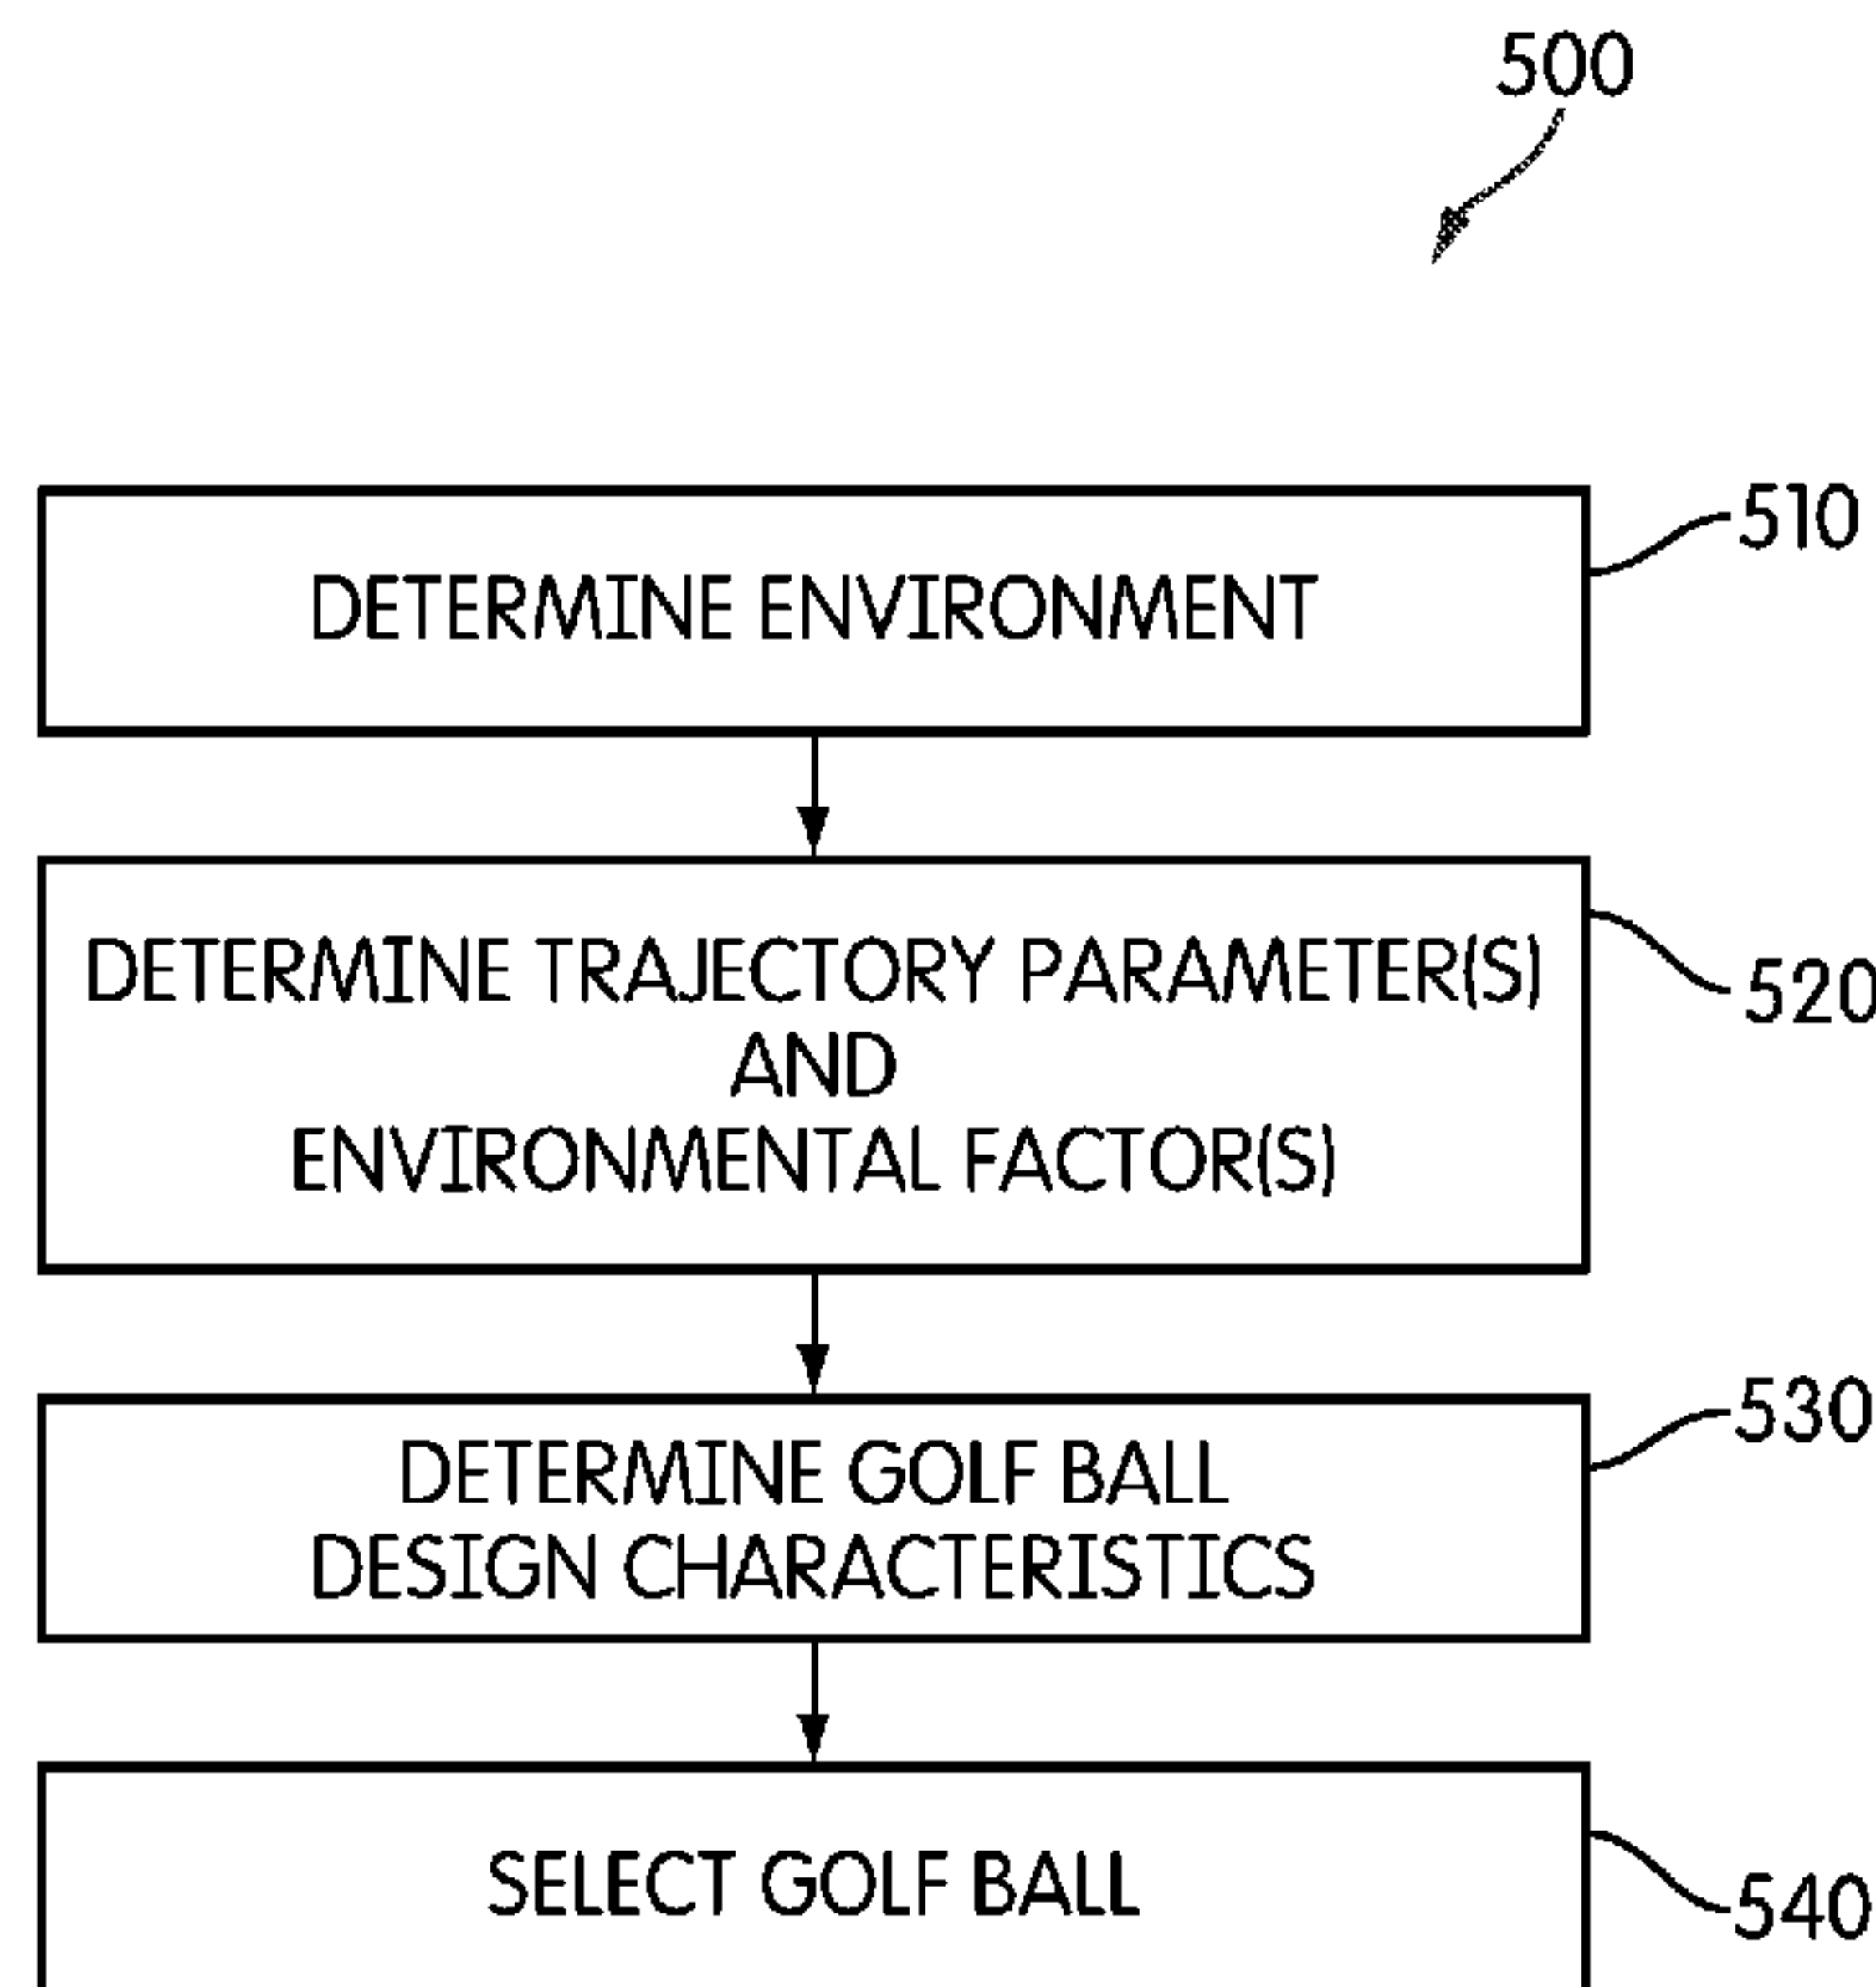 500
DETERMINE ENVIRONMENT
510
DETERMINE TRAJECTORY PARAMETER(S)
AND
ENVIRONMENTAL FACTOR(S)
520
DETERMINE GOLF BALL
DESIGN CHARACTERISTICS
530
SELECT GOLF BALL
540